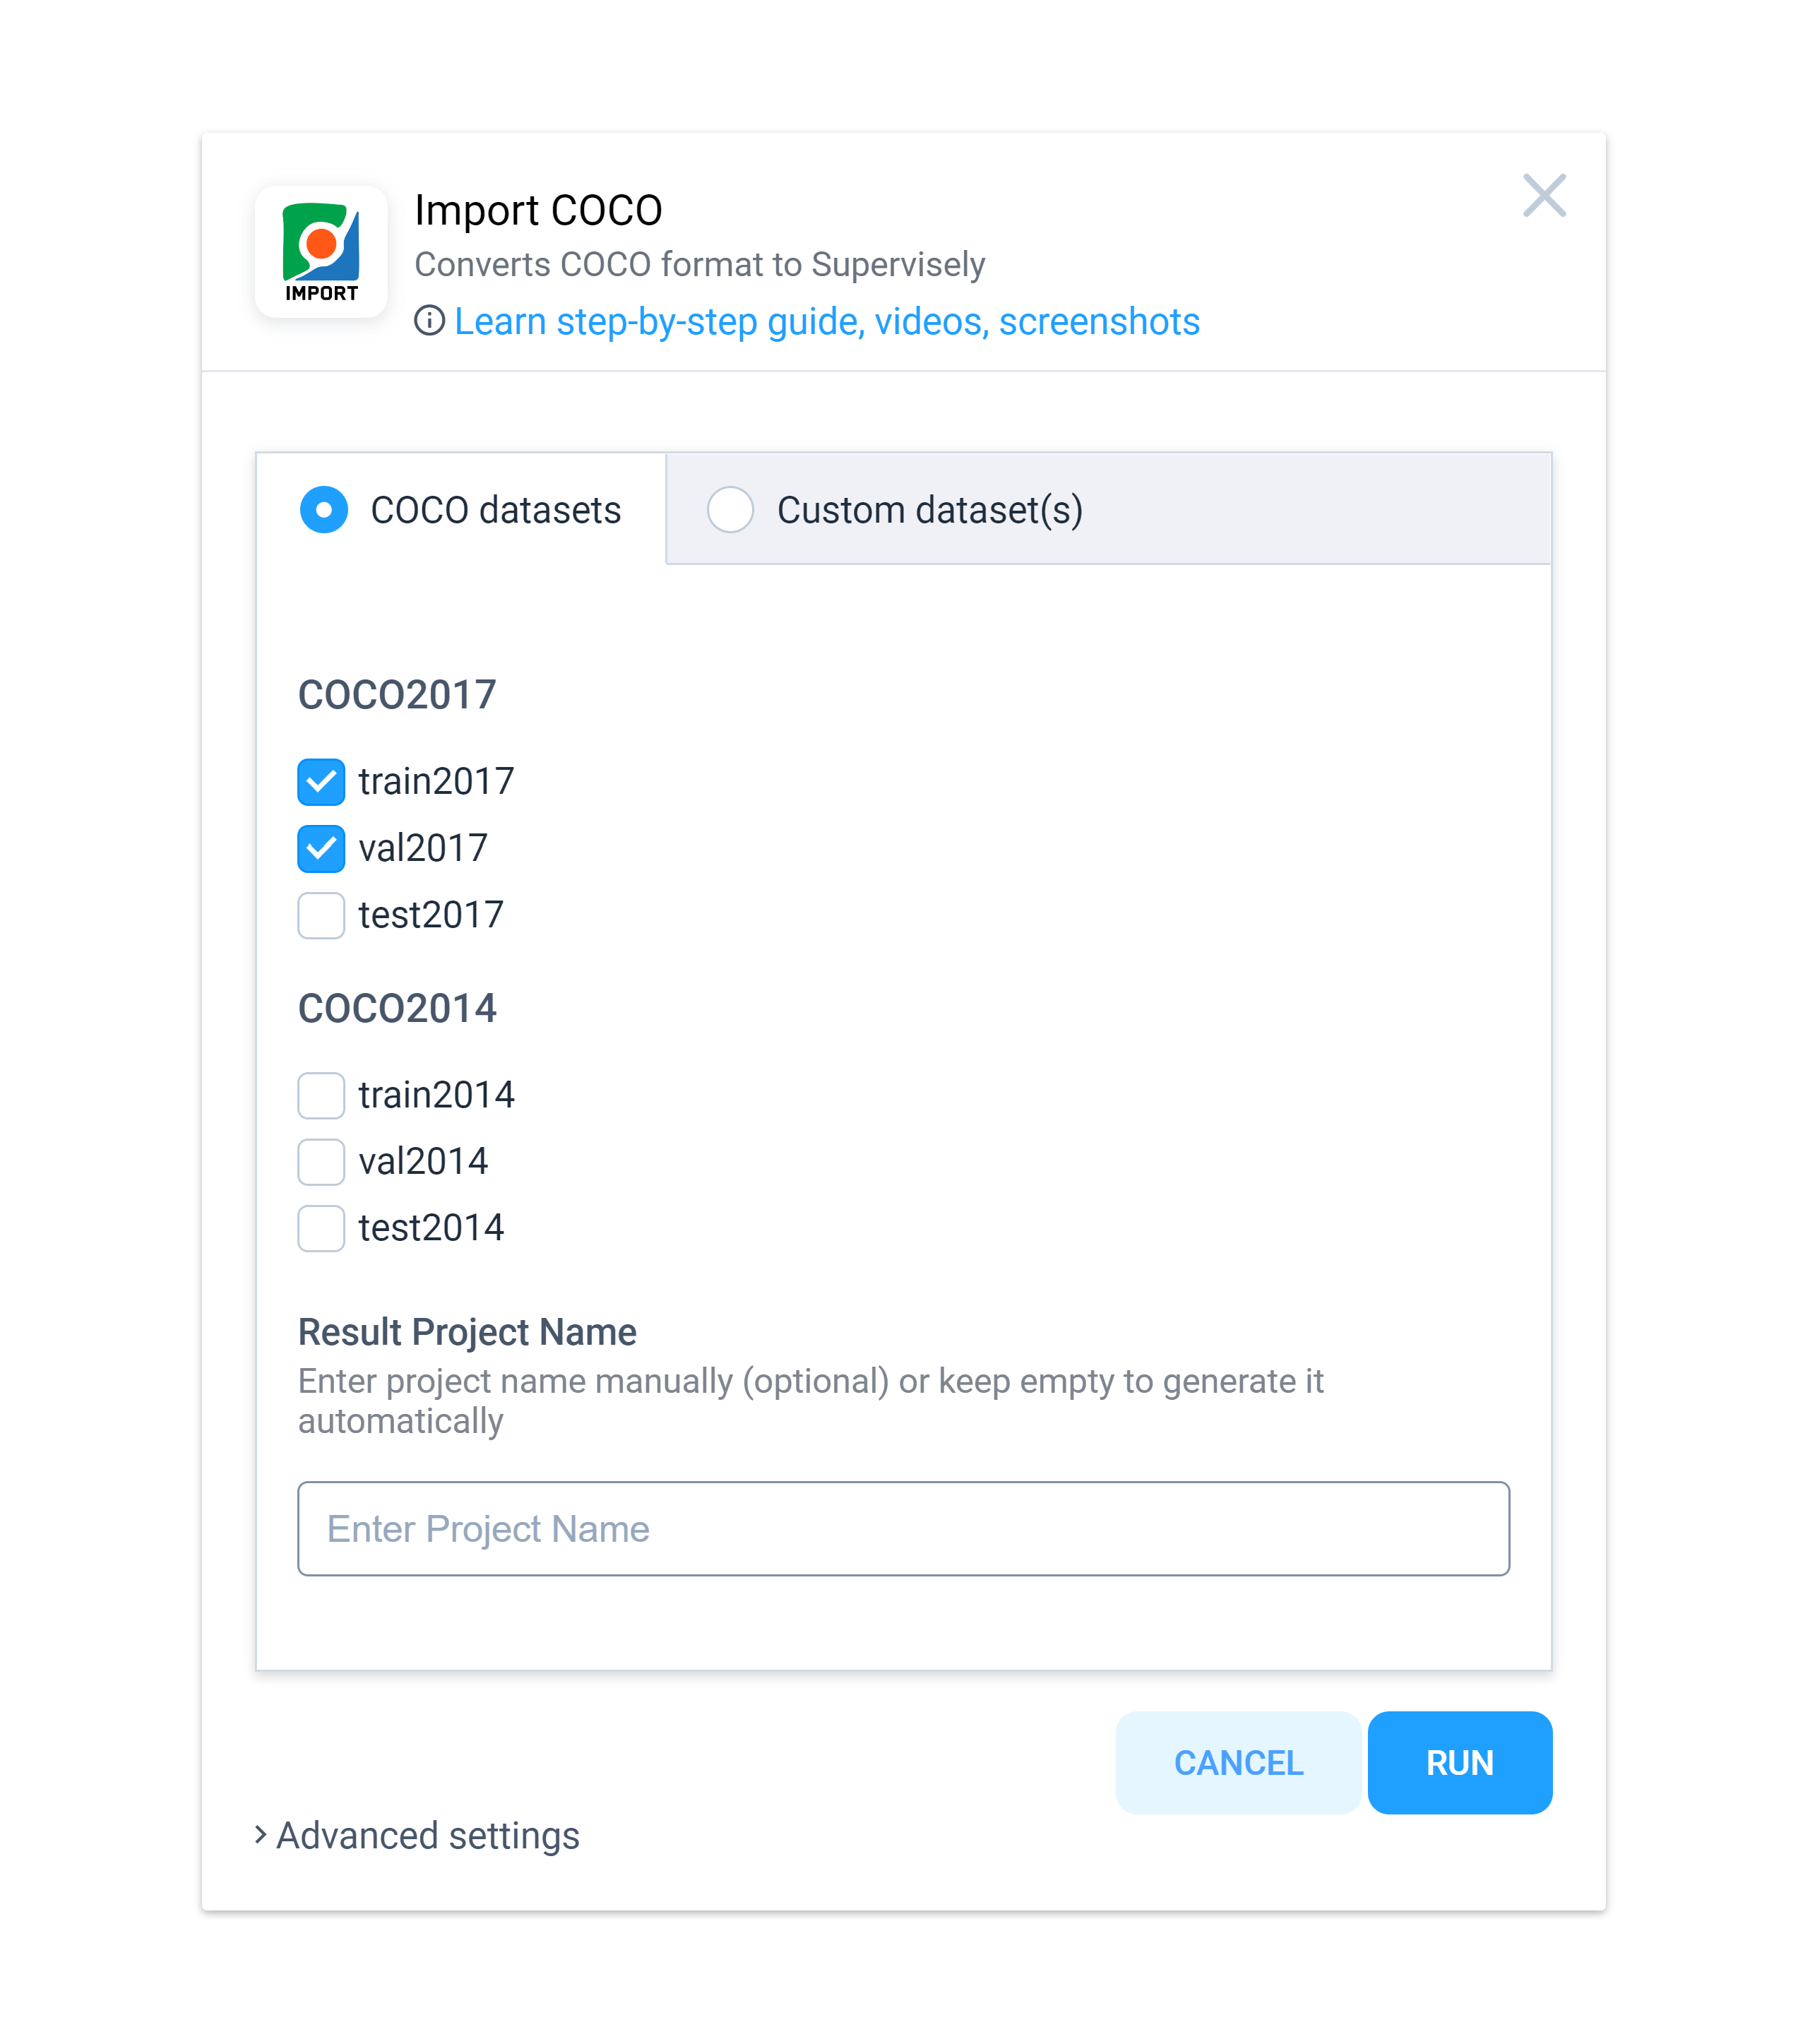 IMPORT
Import COCO
Converts COCO format to Supervisely
Learn step-by-step guide, videos, screenshots
COCO datasets
Custom dataset(s)
COCO2017
train2017
val2017
test2017
COCO2014
train2014
val2014
test2014
Result Project Name
Enter project name manually (optional) or keep empty to generate it
automatically
Enter Project Name
CANCEL
RUN
Advanced settings